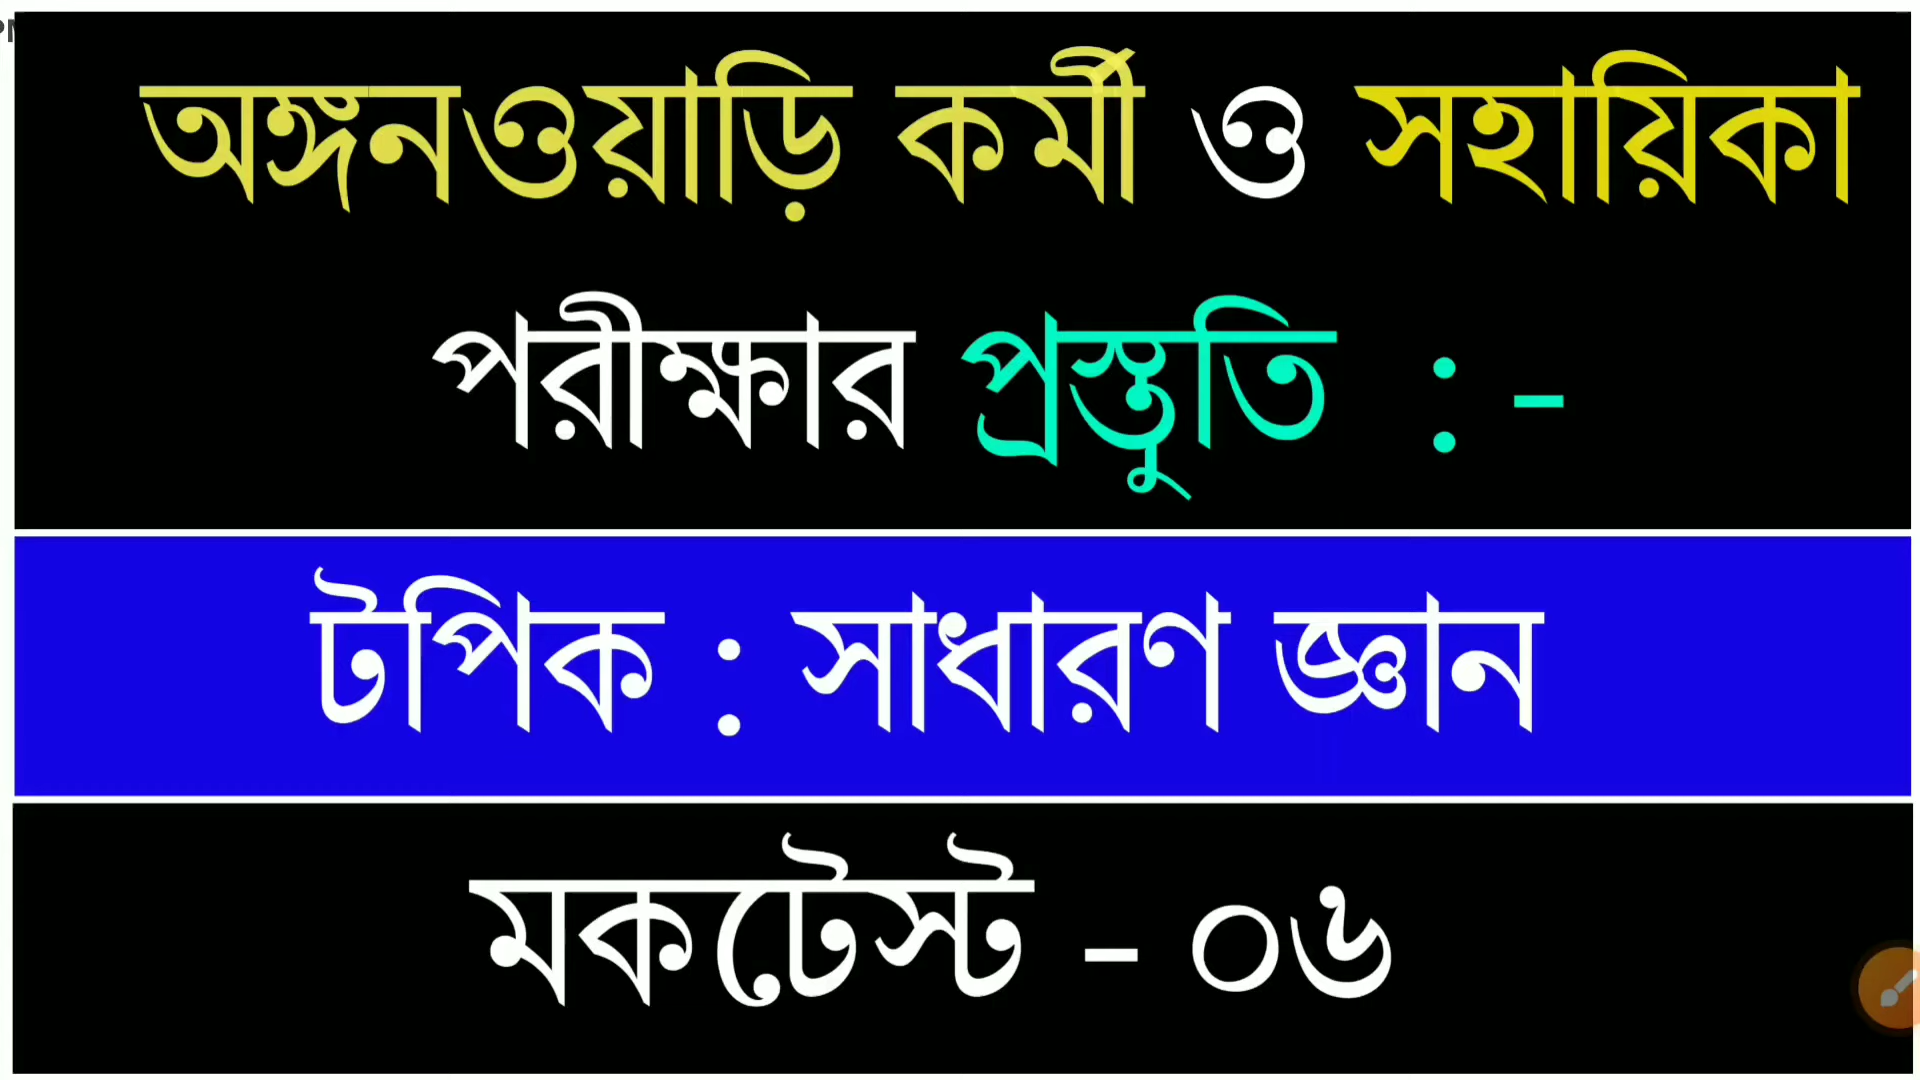 অঙ্গনওয়াড়ি কর্মী ও সহায়িকা
পরীক্ষার প্রস্তুতি : -
টপিক : সাধারণ জ্ঞান
মকটেস্ট - ০৬